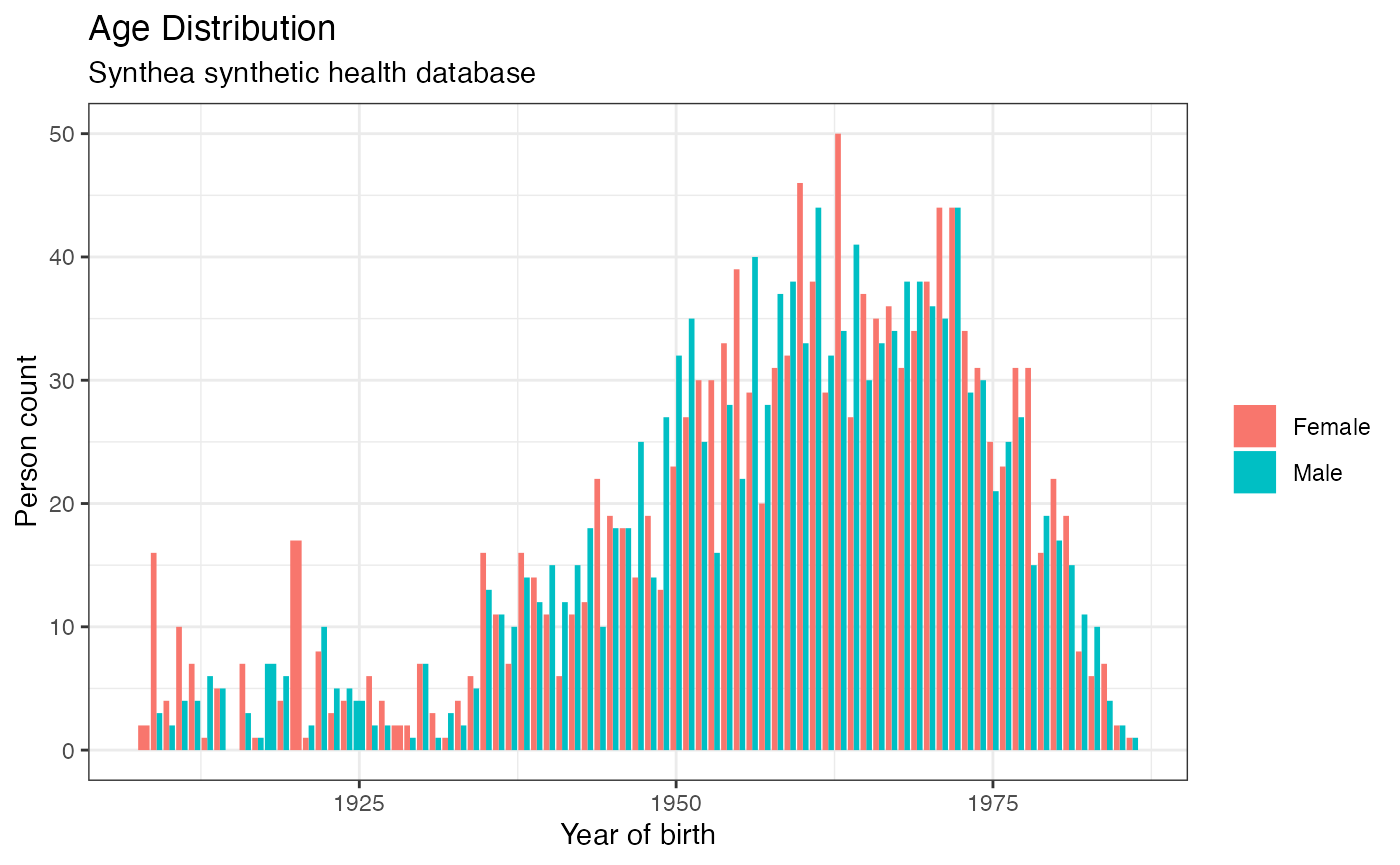 Age Distribution
Synthea synthetic health database
Person count
50
40
30
20
10
0
1925
1950
1975
Year of birth
Female
Male